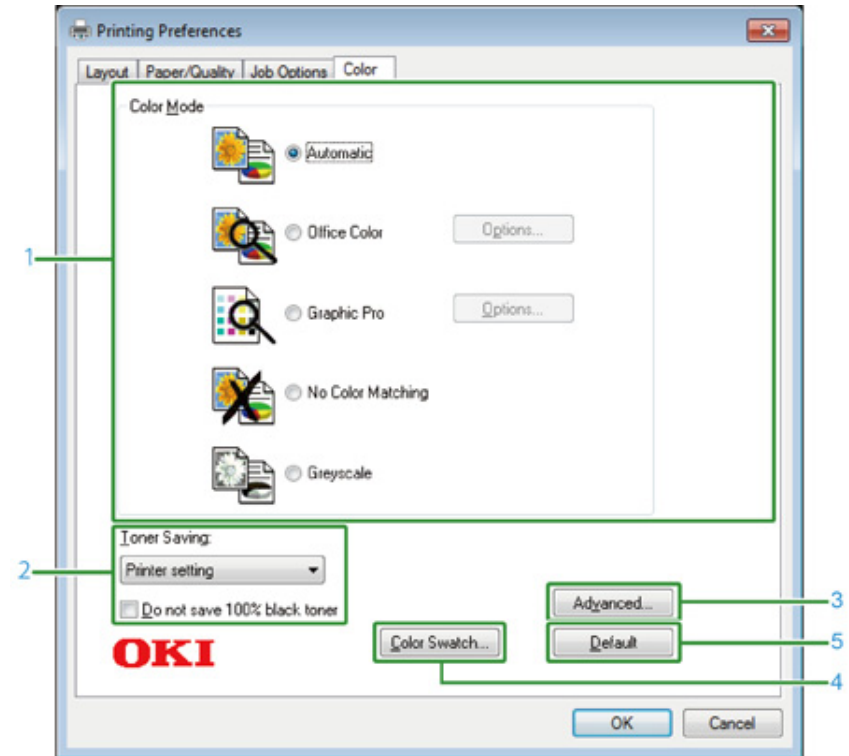 Printing Preferences
Layout Paper/Quality Job Options Color
Color Mode
Automatic
Office Color Options...
1
Graphic Pro Options...
No Color Matching
Greyscale
Toner Saving:
2 Printer setting
Do not save 100% black toner
Advanced... 3
OKI Color Swatch... Default 5
4
OK Cancel